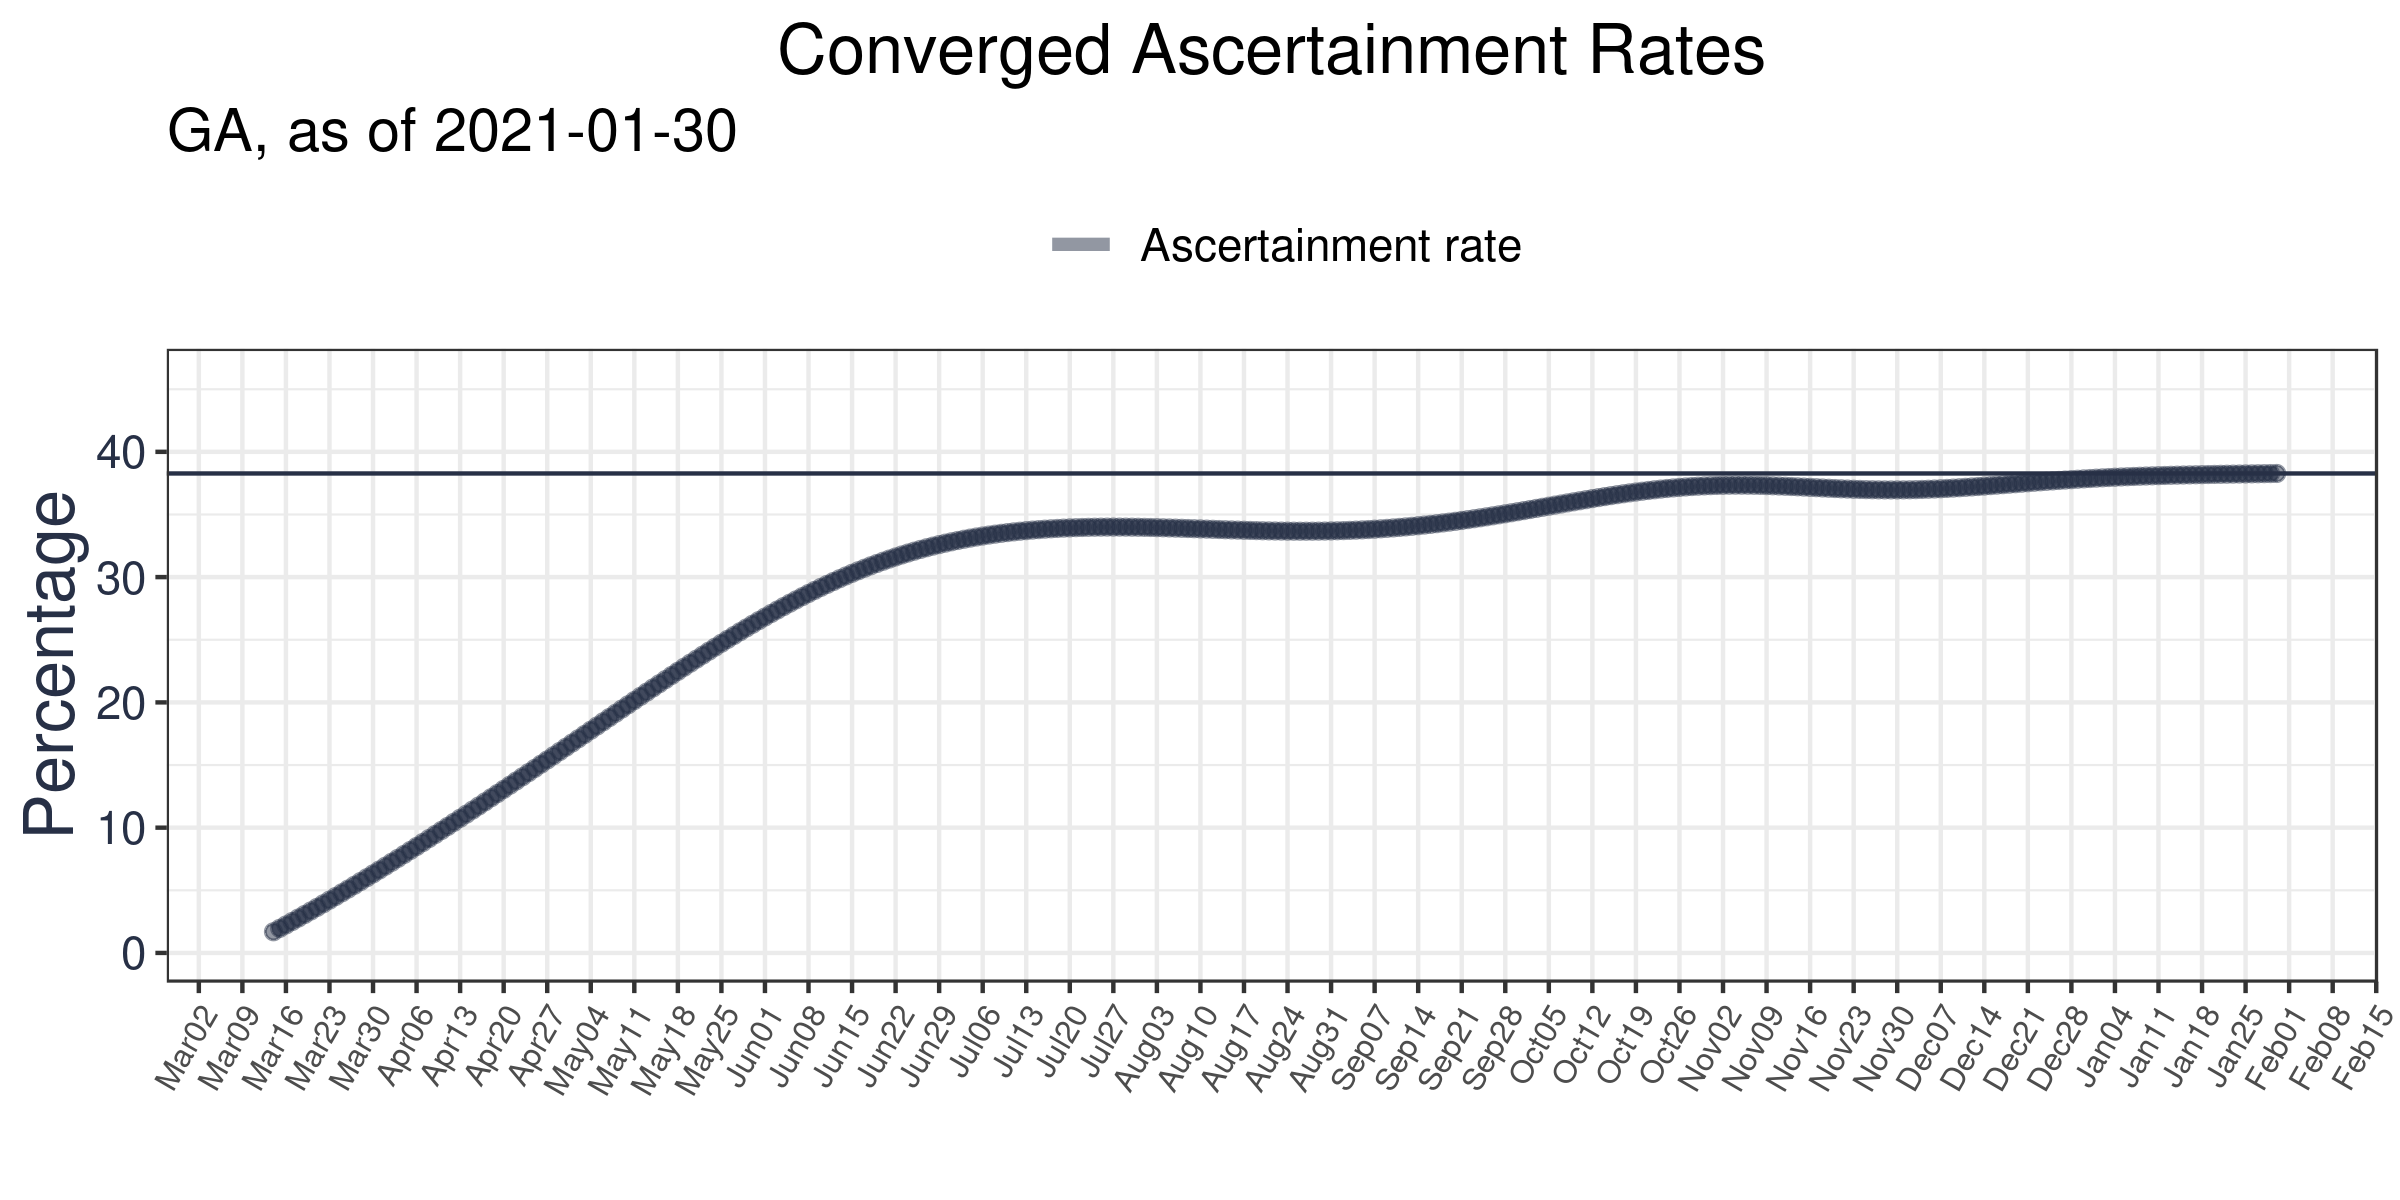 Converged Ascertainment Rates
GA, as of 2021-01-30
Ascertainment rate
Percentage
40
30
20
10
0
Mar02 Mar09 Mar16 Mar23 Mar30 Apr06 Apr13 Apr20 Apr27 May04 May11 May18 May25 Jun01 Jun08 Jun15 Jun22 Jun29 Jul06 Jul13 Jul20 Jul27 Aug03 Aug10 Aug17 Aug24 Aug31 Sep07 Sep14 Sep21 Sep28 Oct05 Oct12 Oct19 Oct26 Nov02 Nov09 Nov16 Nov23 Nov30 Dec07 Dec14 Dec21 Dec28 Jan04 Jan11 Jan18 Jan25 Feb01 Feb08 Feb15